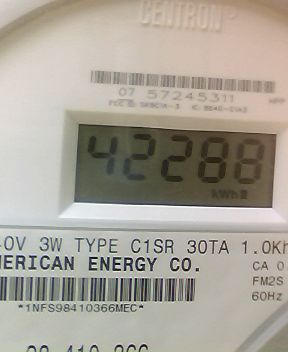 CENTRON®
07 57245311
42288
kWh
0V 3W TYPE C1SR 30TA 1.0Kh
MERICAN ENERGY CO.
CA 0.
FM2S
60Hz
*1NFS98410366MEC*